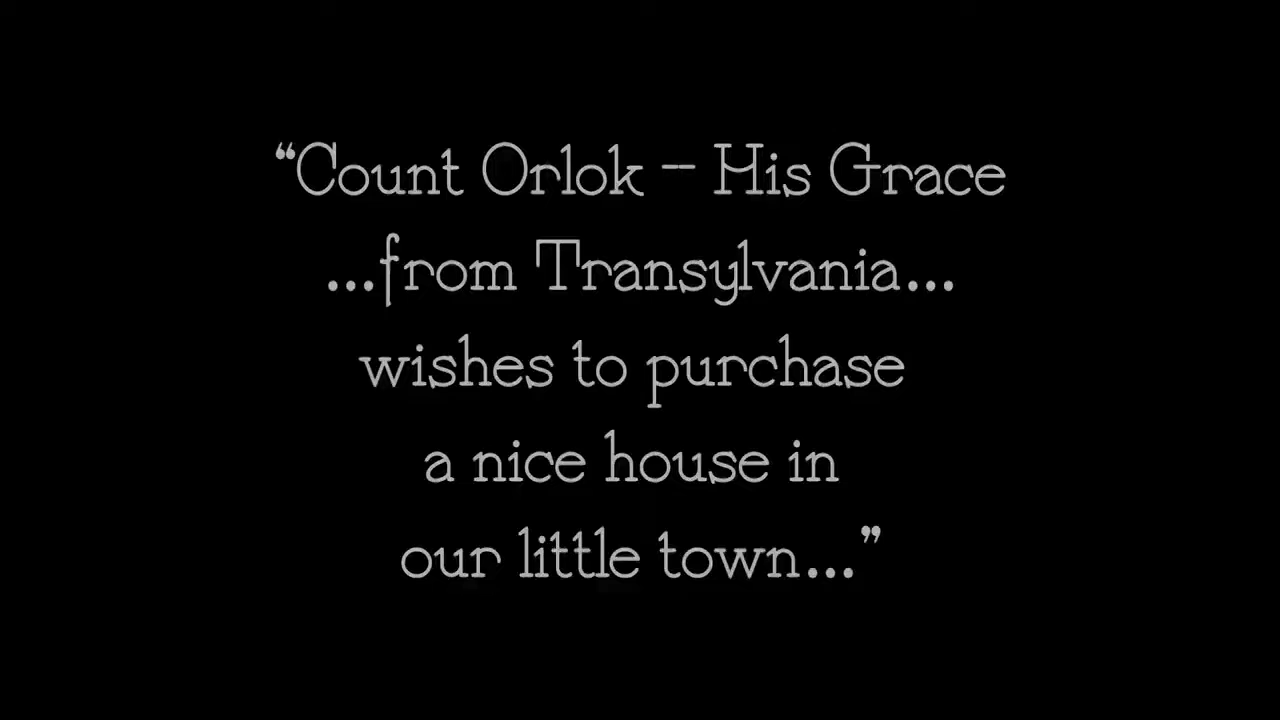 “Count Orlok -- His Grace
...from Transylvania...
wishes to purchase
a nice house in
our little town...”